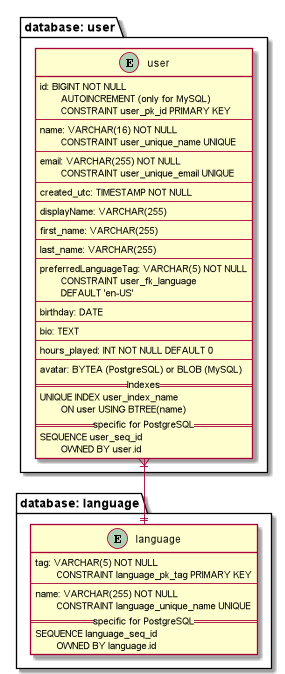 database: user
E user
id: BIGINT NOT NULL
AUTOINCREMENT (only for MySQL)
CONSTRAINT user_pk_id PRIMARY KEY
name: VARCHAR(16) NOT NULL
CONSTRAINT user_unique_name UNIQUE
email: VARCHAR(255) NOT NULL
CONSTRAINT user_unique_email UNIQUE
created_utc: TIMESTAMP NOT NULL
displayName: VARCHAR(255)
first_name: VARCHAR(255)
last_name: VARCHAR(255)
preferredLanguageTag: VARCHAR(5) NOT NULL
CONSTRAINT user_fk_language
DEFAULT 'en-US'
birthday: DATE
bio: TEXT
hours_played: INT NOT NULL DEFAULT 0
avatar: BYTEA (PostgreSQL) or BLOB (MySQL)
Indexes
UNIQUE INDEX user_index_name
ON user USING BTREE(name)
specific for PostgreSQL
SEQUENCE user_seq_id
OWNED BY user.id
database: language
E language
tag: VARCHAR(5) NOT NULL
CONSTRAINT language_pk_tag PRIMARY KEY
name: VARCHAR(255) NOT NULL
CONSTRAINT language_unique_name UNIQUE
specific for PostgreSQL
SEQUENCE language_seq_id
OWNED BY language.id